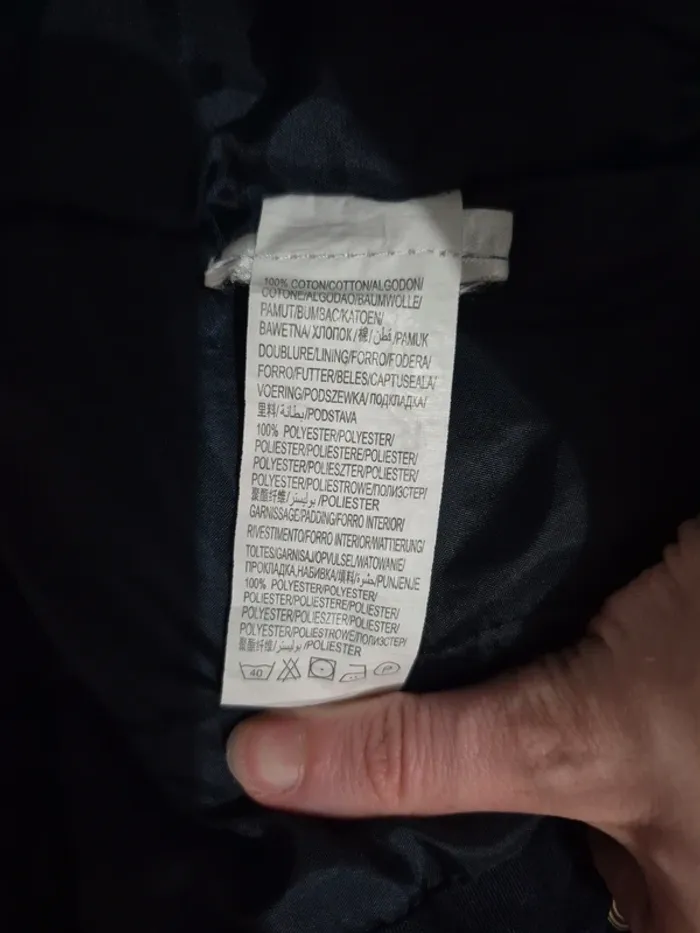 100% COTON/COTTON/ALGODON/
COTONE/ALGODAO/BAUMWOLLE/
PAMUT/BUMBAC/KATOEN/
BAWETNA/ХЛОПОК/棉/قطن/PAMUK
DOUBLURE/LINING/FORRO/FODERA/
FORRO/FUTTER/BELES/CAPTUSEALA/
VOERING/PODSZEWKA/ПОДКЛАДКА/
里料/بطانة/PODSTAVA
100% POLYESTER/POLYESTER/
POLIESTER/POLIESTERE/POLIESTER/
POLYESTER/POLIESZTER/POLIESTER/
POLYESTER/POLIESTROWE/ПОЛИЭСТЕР/
聚酯纤维/بوليستر/POLIESTER
GARNISSAGE/PADDING/FORRO INTERIOR/
RIVESTIMENTO/FORRO INTERIOR/WATTIERUNG/
TOLTES/GARNISAJ/OPVULSEL/WATOWANIE/
ПРОКЛАДКА,НАБИВКА/填料/حشوة/PUNJENJE
100% POLYESTER/POLYESTER/
POLIESTER/POLIESTERE/POLIESTER/
POLYESTER/POLIESZTER/POLIESTER/
POLYESTER/POLIESTROWE/ПОЛИЭСТЕР/
聚酯纤维/بوليستر/POLIESTER
40 P